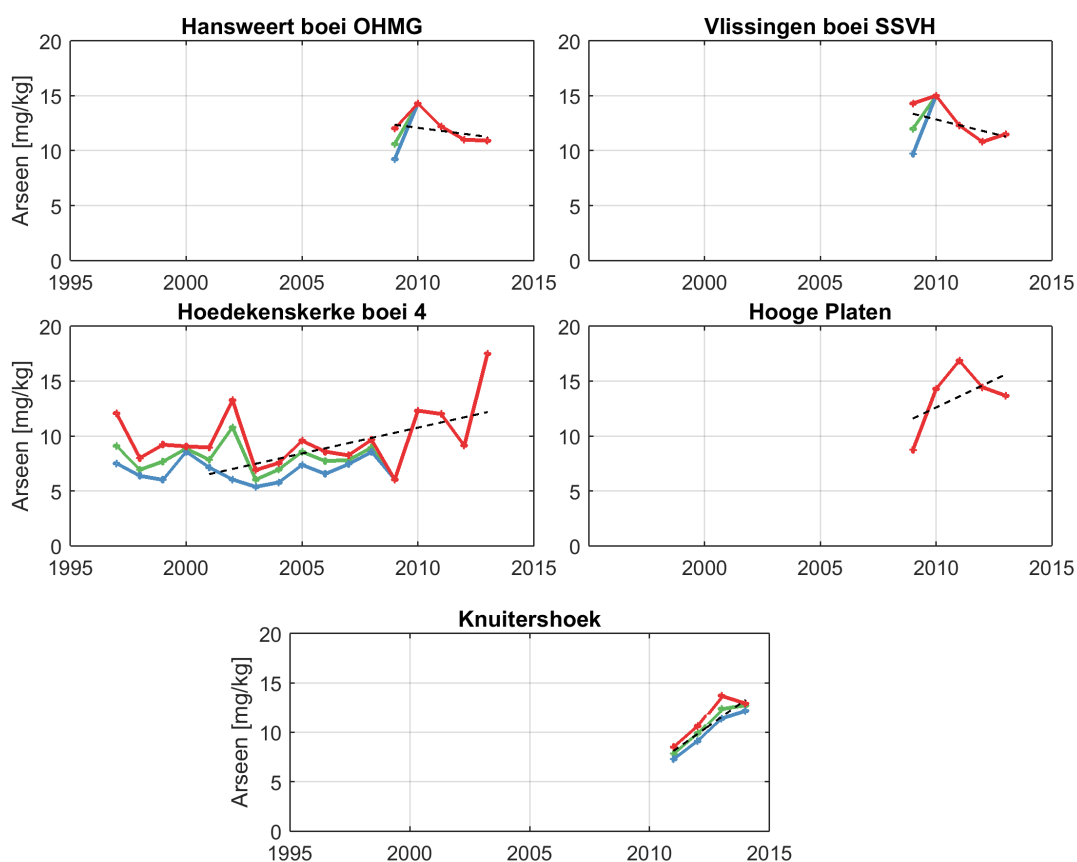 Hansweert boei OHMG
20
15
10
5
0
Arseen [mg/kg]
1995 2000 2005 2010 2015
Vlissingen boei SSVH
20
15
10
5
0
2000 2005 2010 2015
Hoedekenskerke boei 4
20
15
10
5
0
Arseen [mg/kg]
1995 2000 2005 2010 2015
Hooge Platen
20
15
10
5
0
2000 2005 2010 2015
Knuitershoek
20
15
10
5
0
Arseen [mg/kg]
1995 2000 2005 2010 2015